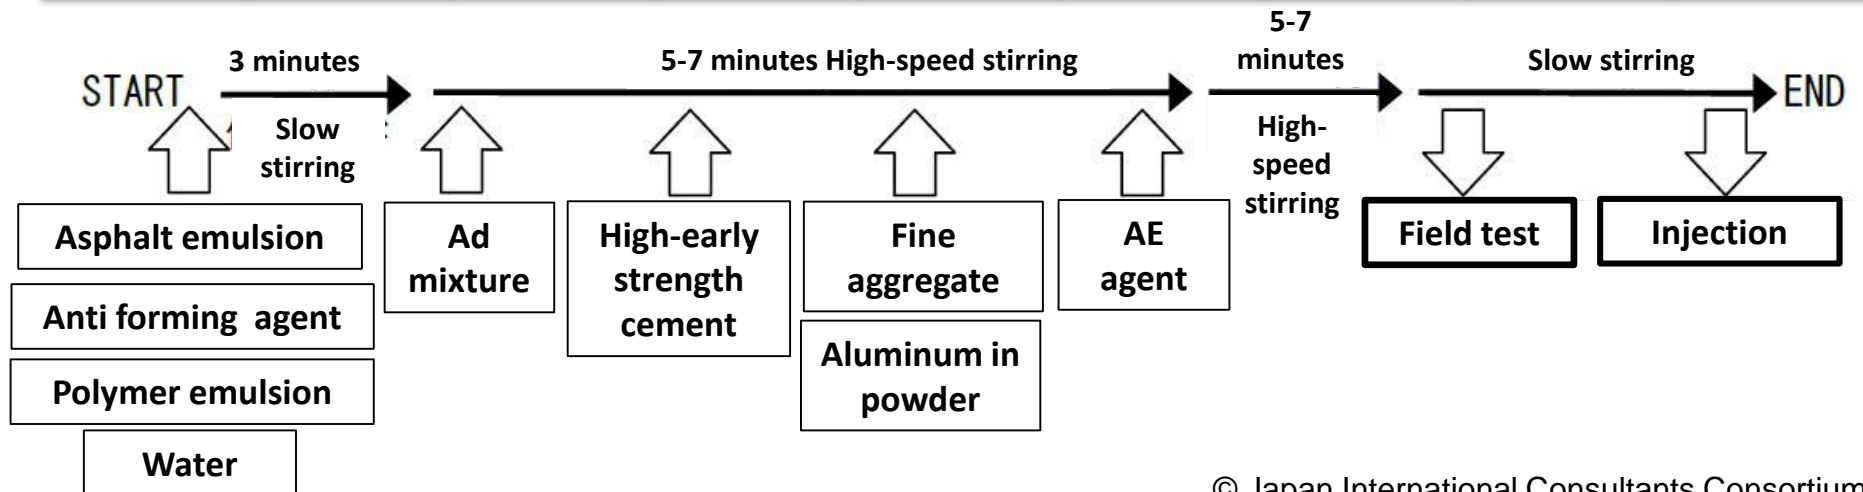 5-7
minutes
3 minutes
5-7 minutes High-speed stirring
Slow stirring
START
END
Slow
stirring
High-
speed
stirring
Asphalt emulsion
Anti forming agent
Polymer emulsion
Water
Ad
mixture
High-early
strength
cement
Fine
aggregate
Aluminum in
powder
AE
agent
Field test
Injection
© Japan International Consultants Consortium